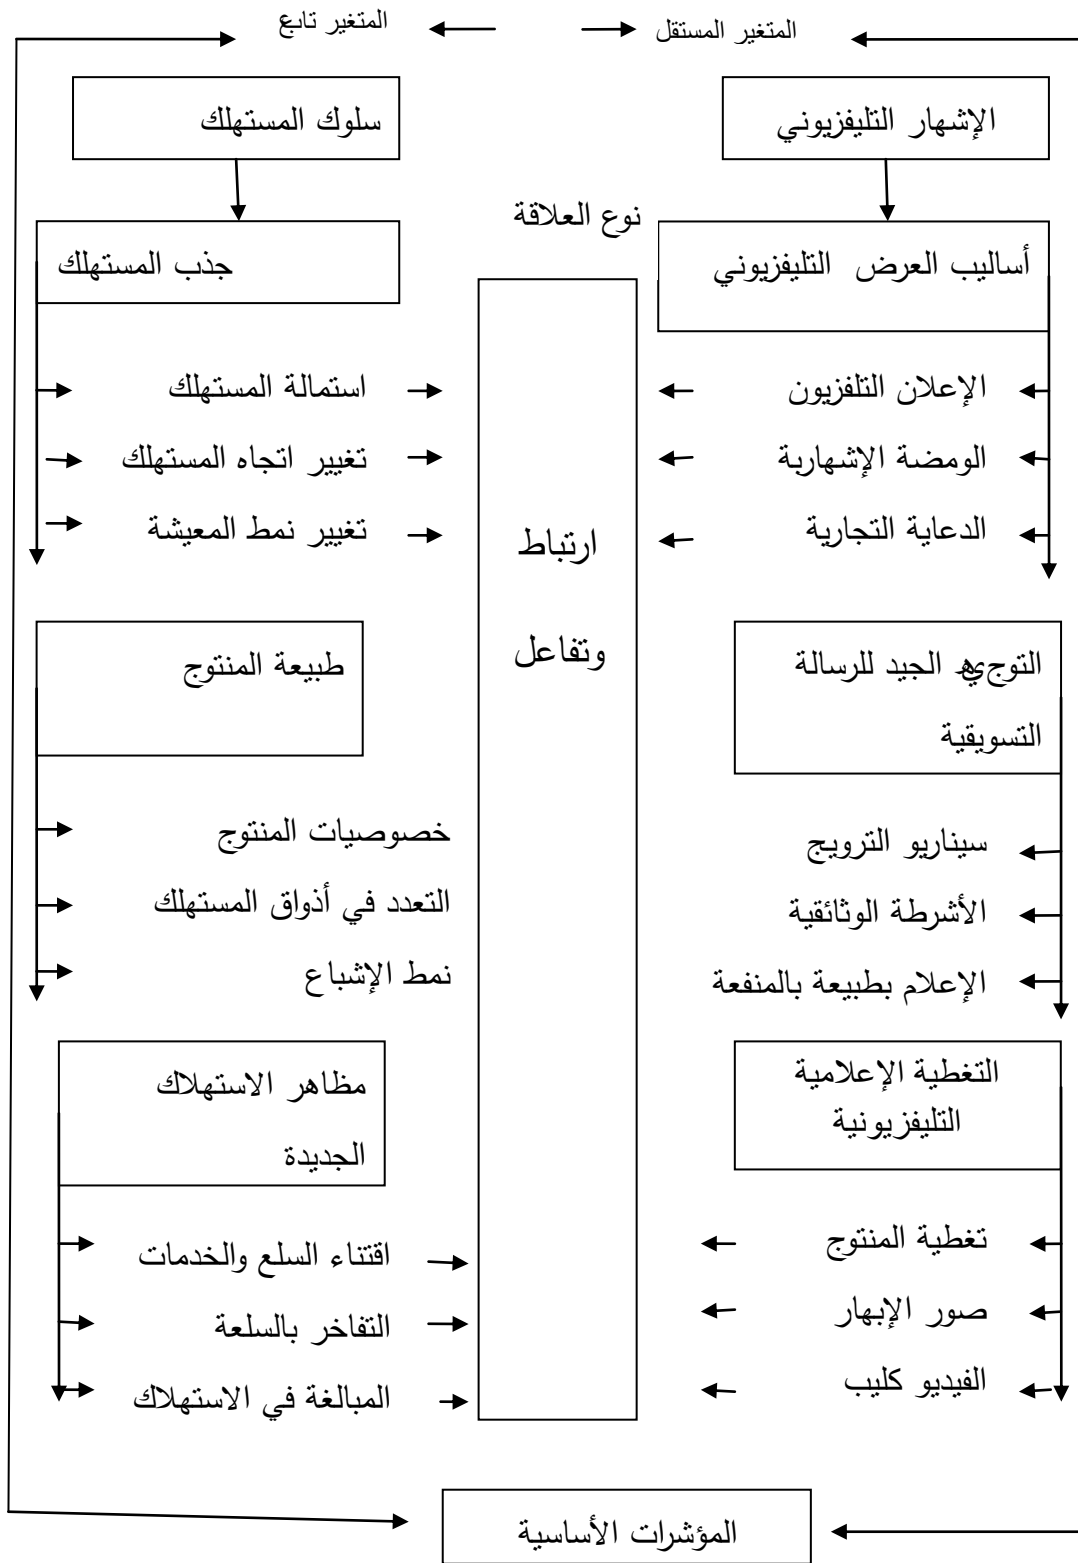 المتغير المستقل
المتغير تابع
الإشهار التليفزيوني
سلوك المستهلك
نوع العلاقة
أساليب العرض التليفزيوني
جذب المستهلك
الإعلان التلفزيون
استمالة المستهلك
الومضة الإشهارية
تغيير اتجاه المستهلك
الدعاية التجارية
تغيير نمط المعيشة
ارتباط
وتفاعل
التوجيه الجيد للرسالة
التسويقية
طبيعة المنتوج
سيناريو الترويج
خصوصيات المنتوج
الأشرطة الوثائقية
التعدد في أذواق المستهلك
الإعلام بطبيعة بالمنفعة
نمط الإشباع
التغطية الإعلامية
التليفزيونية
مظاهر الاستهلاك
الجديدة
تغطية المنتوج
اقتناء السلع والخدمات
صور الإبهار
التفاخر بالسلعة
الفيديو كليب
المبالغة في الاستهلاك
المؤشرات الأساسية